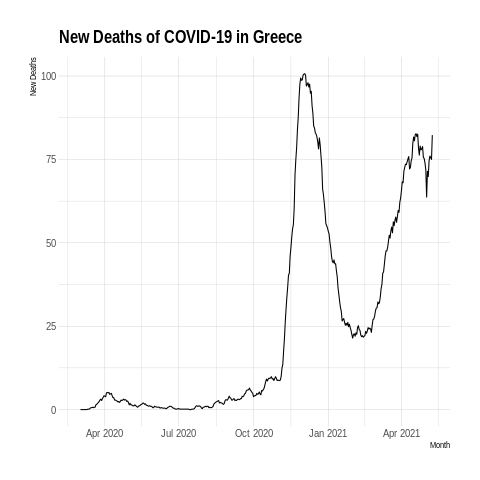 New Deaths of COVID-19 in Greece
New Deaths
100
75
50
25
0
Apr 2020 Jul 2020 Oct 2020 Jan 2021 Apr 2021
Month